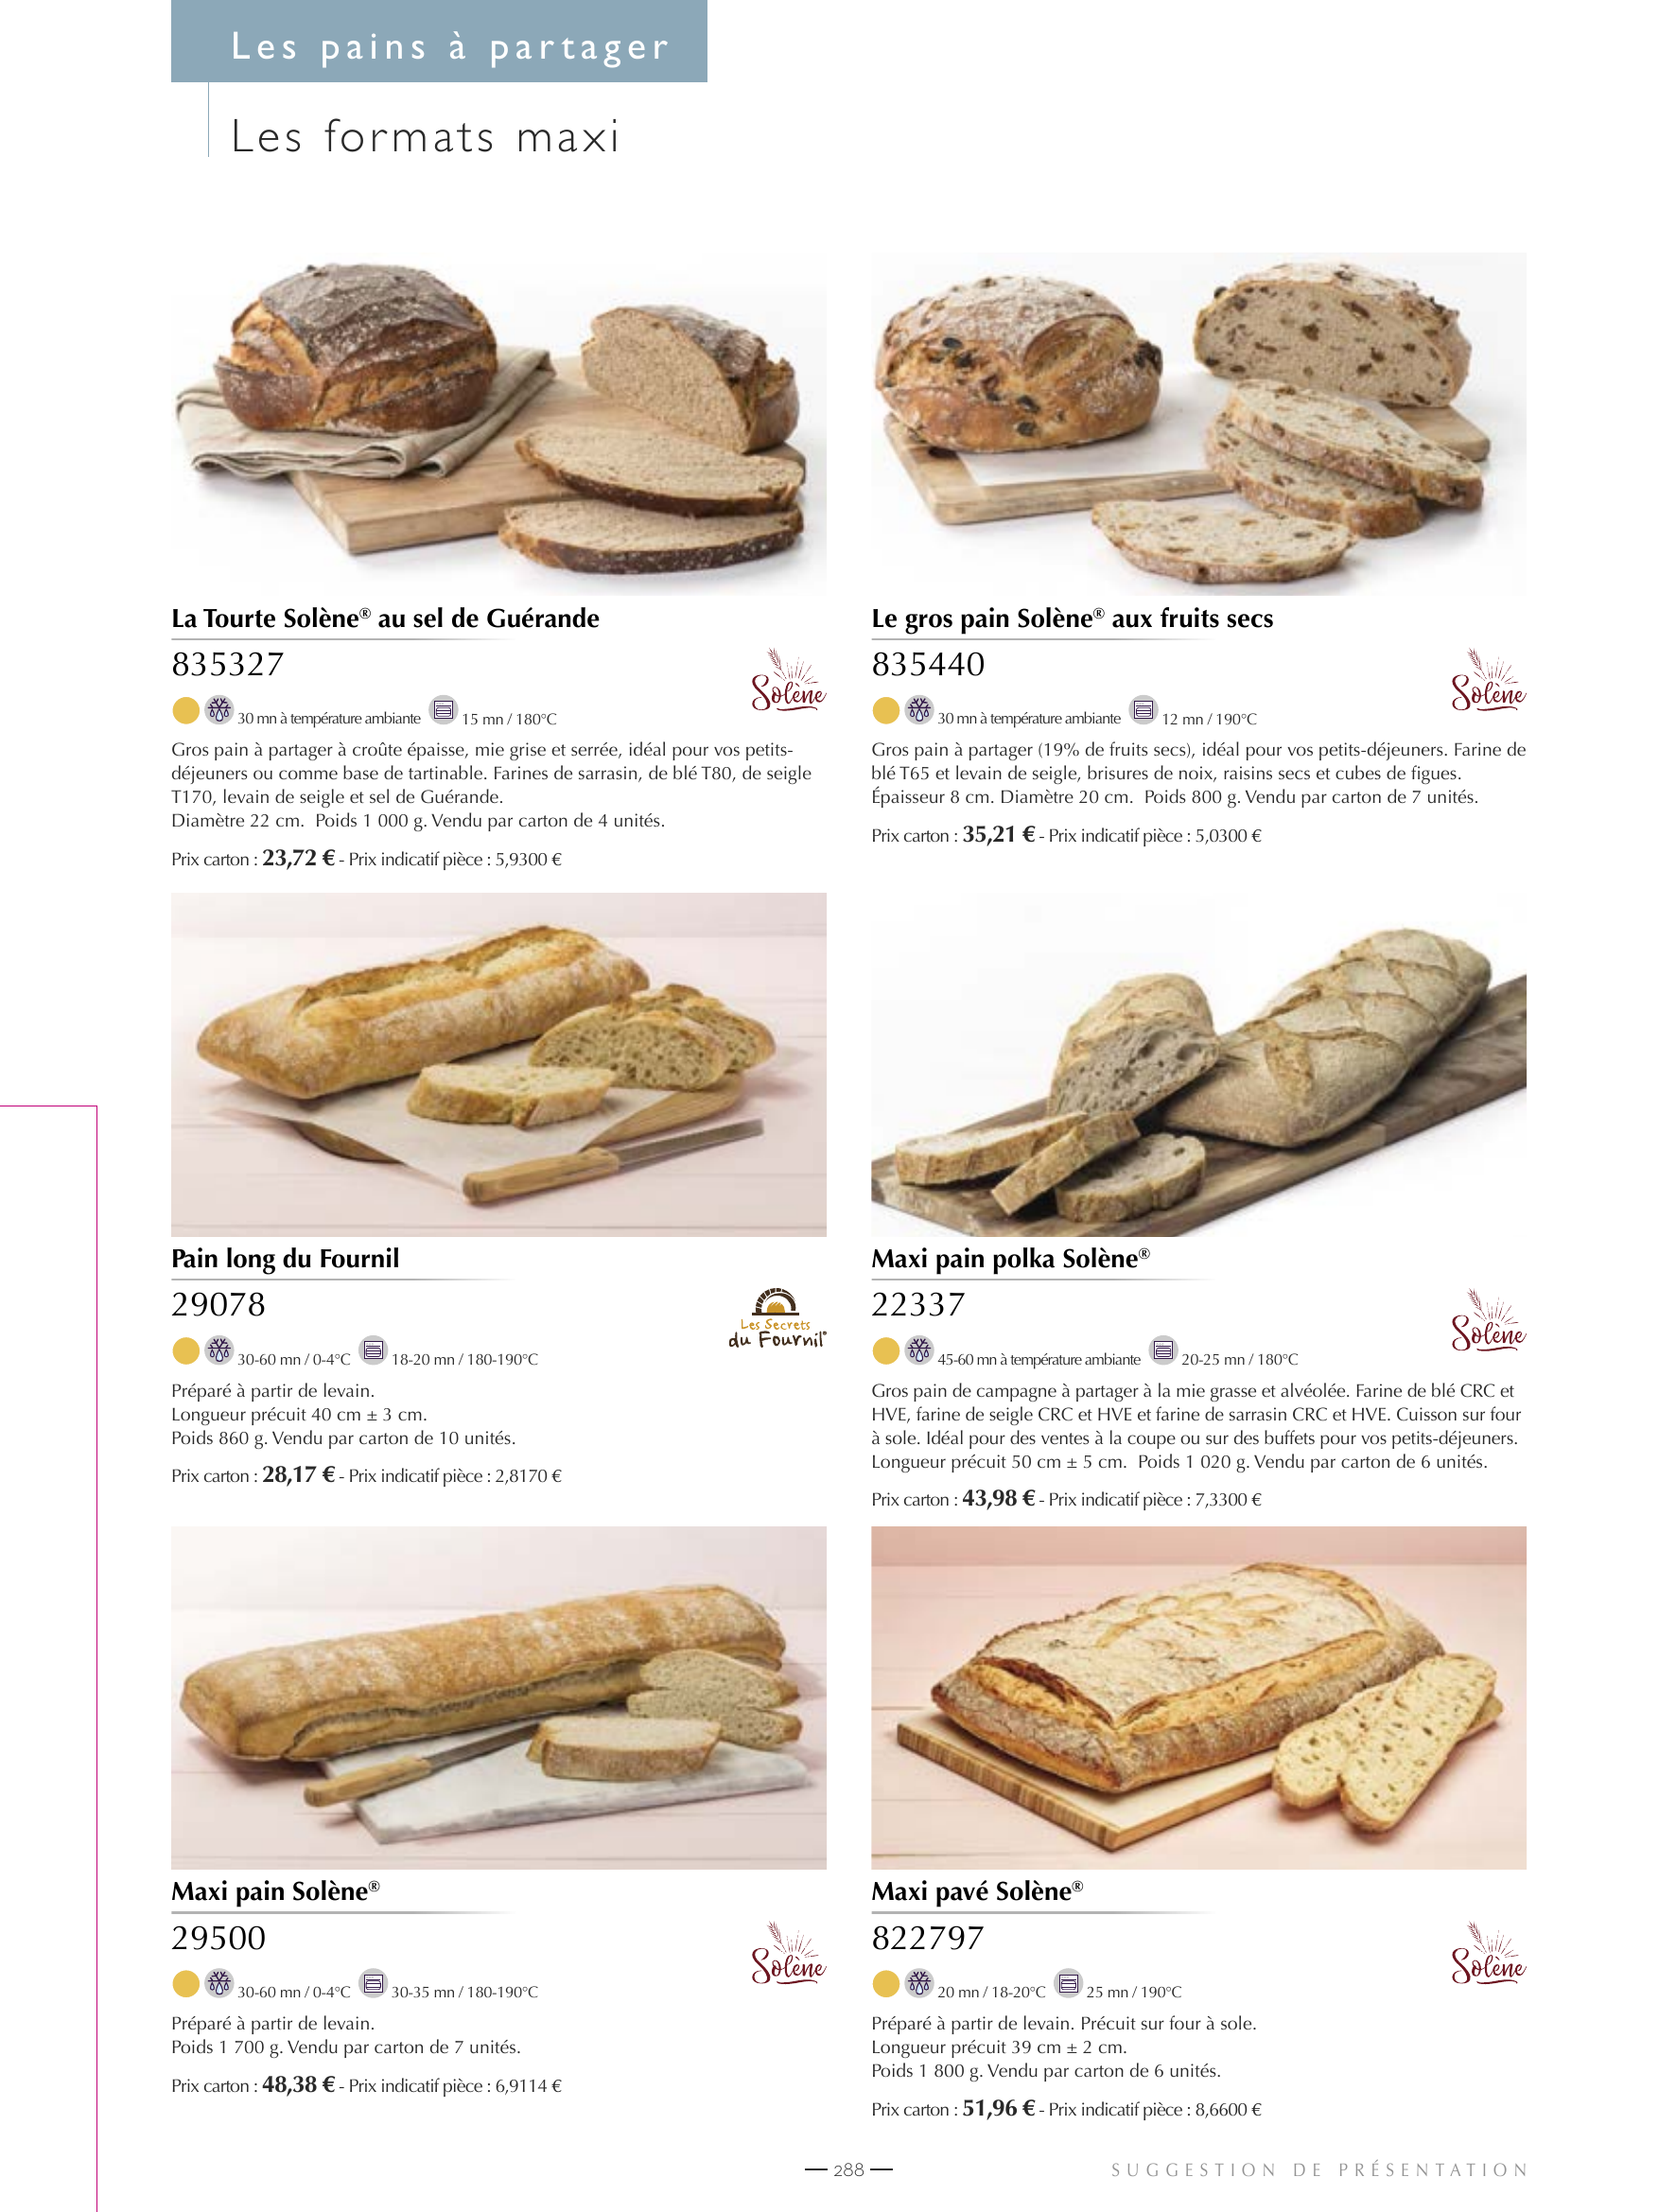 Les pains à partager
Les formats maxi
La Tourte Solène® au sel de Guérande
835327
Solène
30 mn à température ambiante 15 mn / 180°C
Gros pain à partager à croûte épaisse, mie grise et serrée, idéal pour vos petits-
déjeuners ou comme base de tartinable. Farines de sarrasin, de blé T80, de seigle
T170, levain de seigle et sel de Guérande.
Diamètre 22 cm. Poids 1 000 g. Vendu par carton de 4 unités.
Prix carton : 23,72 € - Prix indicatif pièce : 5,9300 €
Le gros pain Solène® aux fruits secs
835440
Solène
30 mn à température ambiante 12 mn / 190°C
Gros pain à partager (19% de fruits secs), idéal pour vos petits-déjeuners. Farine de
blé T65 et levain de seigle, brisures de noix, raisins secs et cubes de figues.
Épaisseur 8 cm. Diamètre 20 cm. Poids 800 g. Vendu par carton de 7 unités.
Prix carton : 35,21 € - Prix indicatif pièce : 5,0300 €
Pain long du Fournil
29078
Les Secrets
du Fournil®
30-60 mn / 0-4°C 18-20 mn / 180-190°C
Préparé à partir de levain.
Longueur précuit 40 cm ± 3 cm.
Poids 860 g. Vendu par carton de 10 unités.
Prix carton : 28,17 € - Prix indicatif pièce : 2,8170 €
Maxi pain polka Solène®
22337
Solène
45-60 mn à température ambiante 20-25 mn / 180°C
Gros pain de campagne à partager à la mie grasse et alvéolée. Farine de blé CRC et
HVE, farine de seigle CRC et HVE et farine de sarrasin CRC et HVE. Cuisson sur four
à sole. Idéal pour des ventes à la coupe ou sur des buffets pour vos petits-déjeuners.
Longueur précuit 50 cm ± 5 cm. Poids 1 020 g. Vendu par carton de 6 unités.
Prix carton : 43,98 € - Prix indicatif pièce : 7,3300 €
Maxi pain Solène®
29500
Solène
30-60 mn / 0-4°C 30-35 mn / 180-190°C
Préparé à partir de levain.
Poids 1 700 g. Vendu par carton de 7 unités.
Prix carton : 48,38 € - Prix indicatif pièce : 6,9114 €
Maxi pavé Solène®
822797
Solène
20 mn / 18-20°C 25 mn / 190°C
Préparé à partir de levain. Précuit sur four à sole.
Longueur précuit 39 cm ± 2 cm.
Poids 1 800 g. Vendu par carton de 6 unités.
Prix carton : 51,96 € - Prix indicatif pièce : 8,6600 €
288
SUGGESTION DE PRÉSENTATION